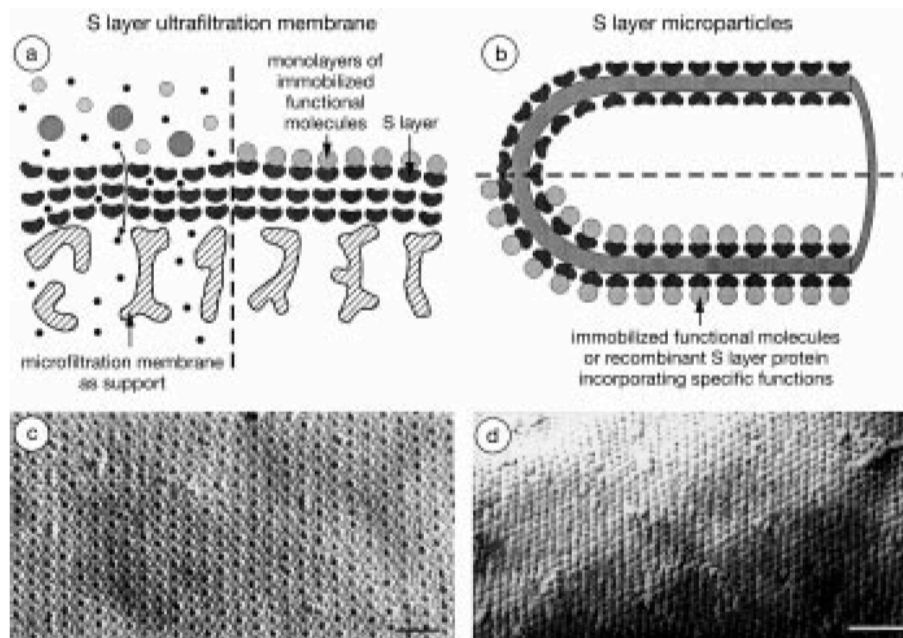 S layer ultrafiltration membrane
a
monolayers of
immobilized
functional
molecules
S layer
microfiltration membrane
as support
S layer microparticles
b
immobilized functional molecules
or recombinant S layer protein
incorporating specific functions
c
d